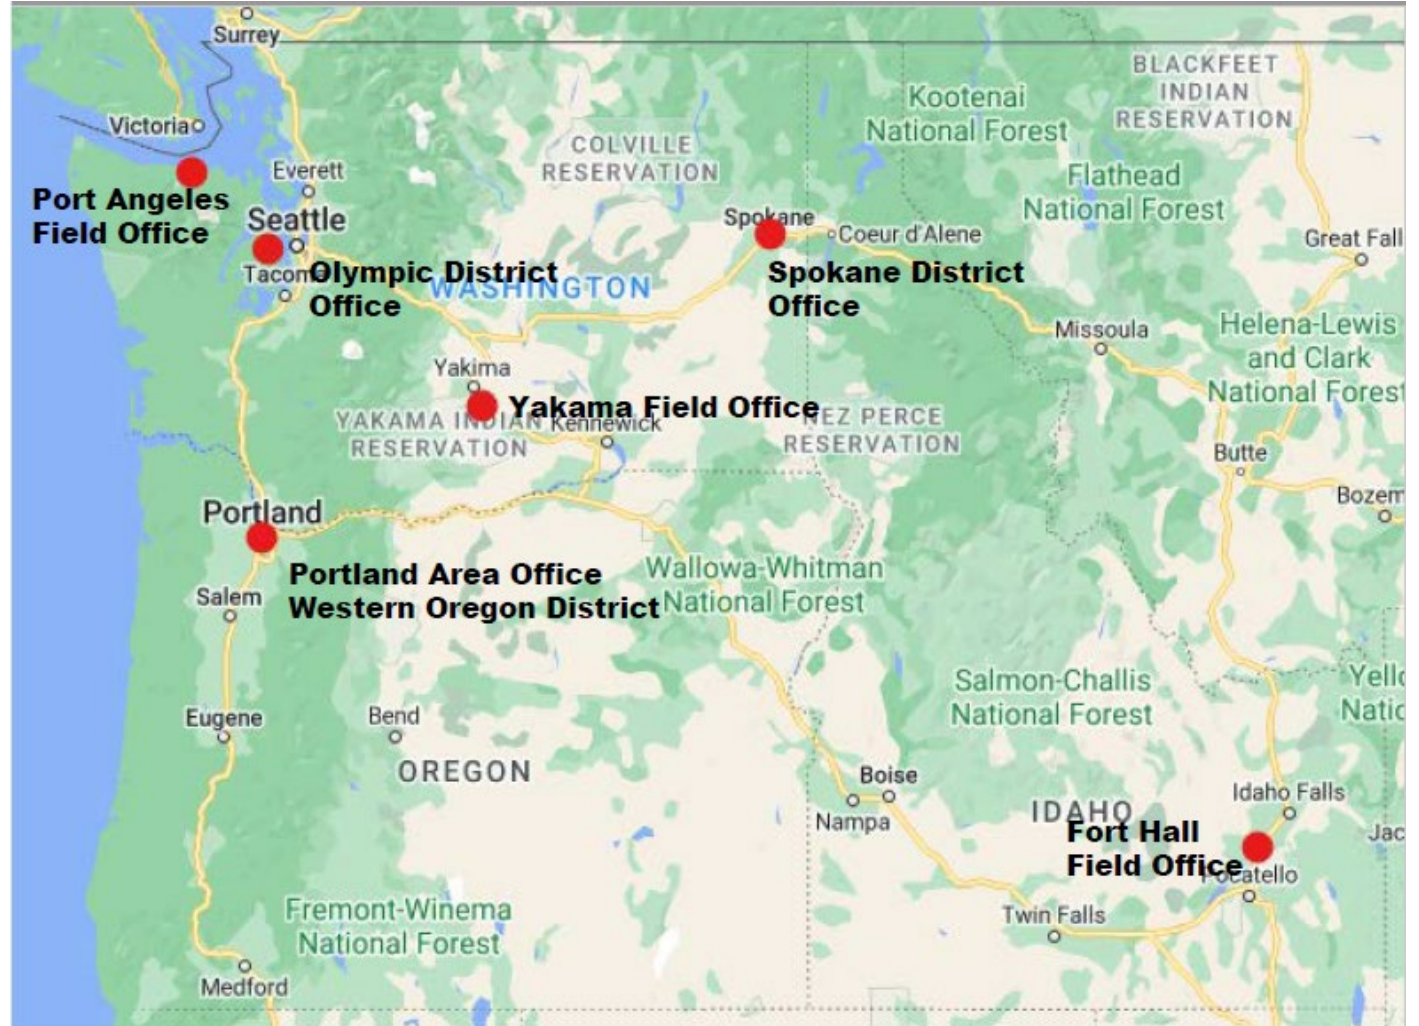 Surrey
BLACKFEET
INDIAN
RESERVATION
Kootenai
National Forest
Victoria
COLVILLE
RESERVATION
Everett
Flathead
National Forest
Port Angeles
Field Office
Seattle
Spokane
Coeur d'Alene
Great Fall
Tacoma
Olympic District
Office
WASHINGTON
Spokane District
Office
Missoula
Helena-Lewis
and Clark
National Forest
Yakima
Yakama Field Office
YAKAMA INDIAN
RESERVATION
Kennewick
NEZ PERCE
RESERVATION
Butte
Bozem
Portland
Portland Area Office
Western Oregon District
Wallowa-Whitman
National Forest
Salem
Salmon-Challis
National Forest
Yello
Natio
Eugene
Bend
OREGON
Boise
Nampa
IDAHO
Idaho Falls
Fort Hall
Field Office
Jac
Pocatello
Twin Falls
Fremont-Winema
National Forest
Medford